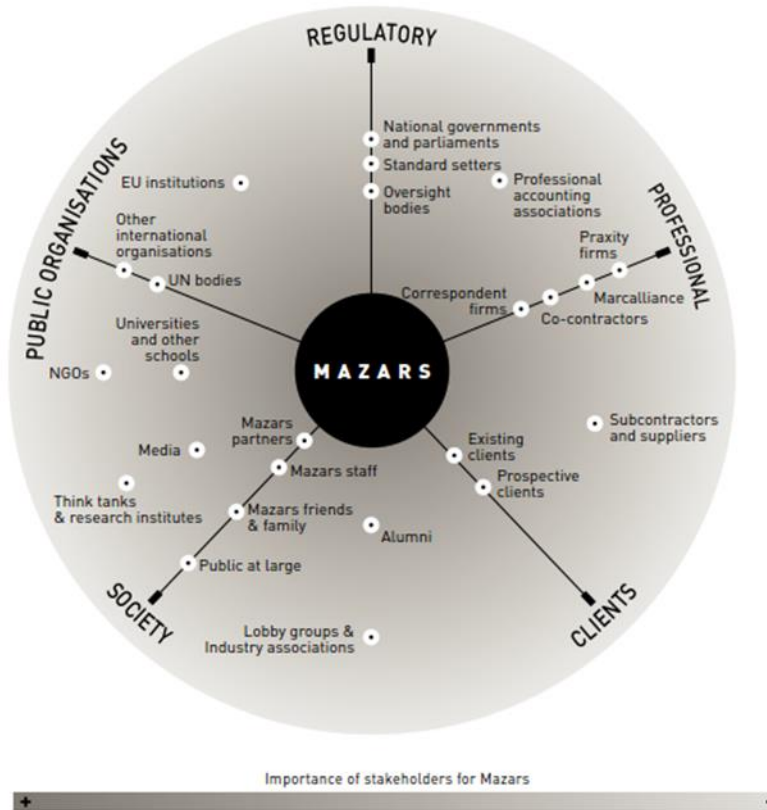 REGULATORY
National governments
and parliaments
Standard setters
Oversight
bodies
Professional
accounting
associations
PROFESSIONAL
Praxity
firms
Marcalliance
Co-contractors
Correspondent
firms
EU institutions
PUBLIC ORGANISATIONS
Other
international
organisations
UN bodies
Universities
and other
schools
NGOs
MAZARS
Subcontractors
and suppliers
Existing
clients
Prospective
clients
CLIENTS
Mazars
partners
Mazars staff
Mazars friends
& family
Public at large
SOCIETY
Media
Think tanks
& research institutes
Alumni
Lobby groups &
Industry associations
Importance of stakeholders for Mazars
+